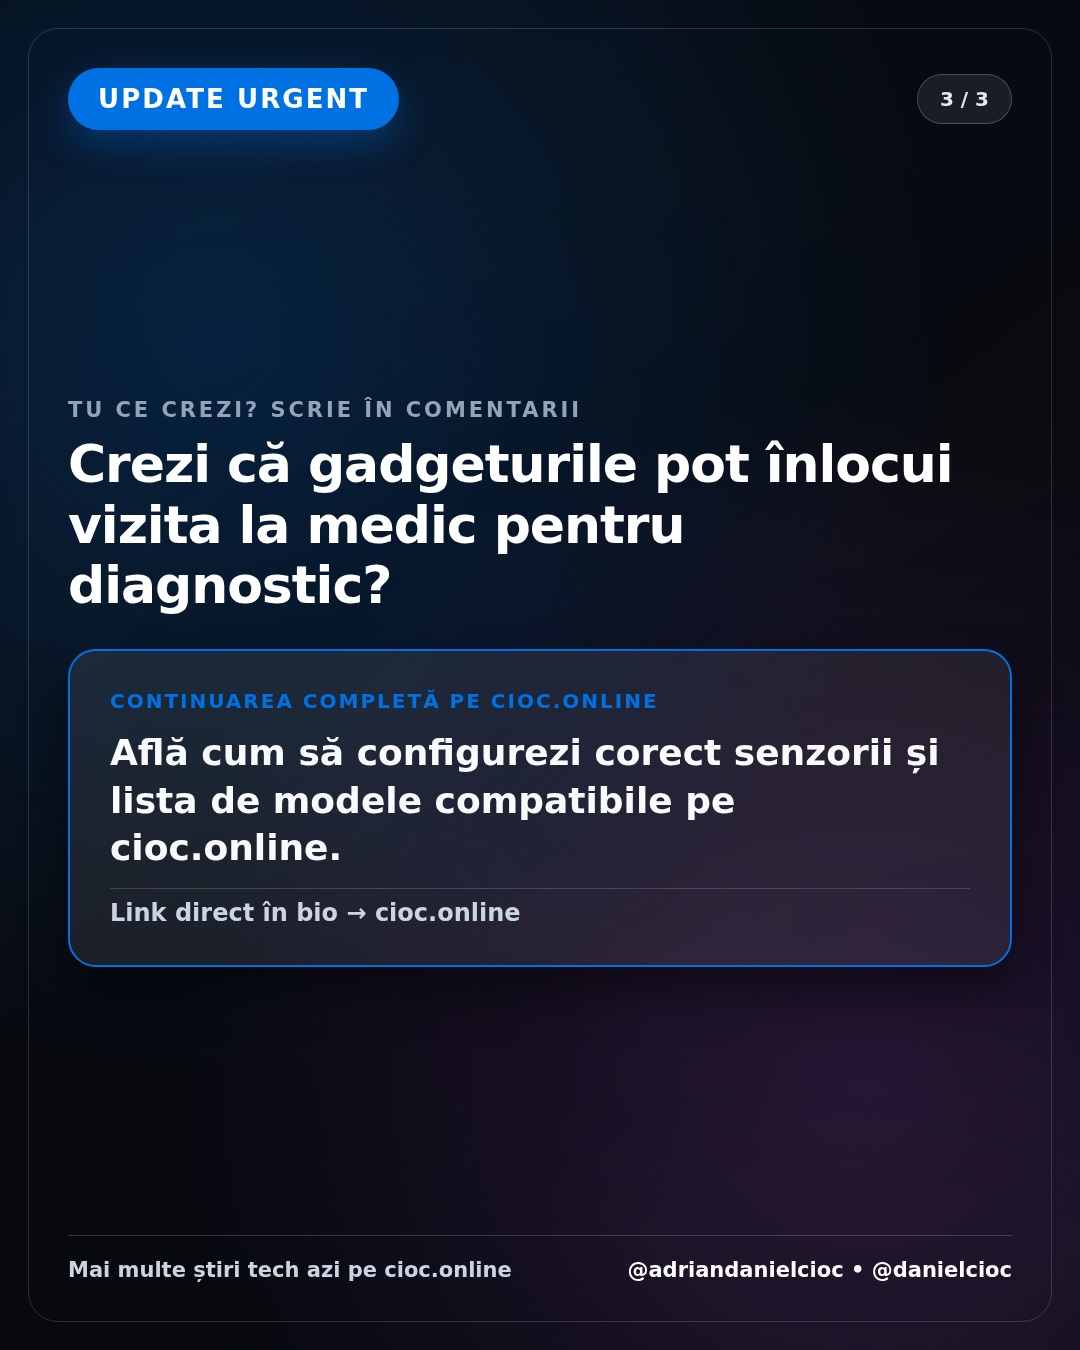 UPDATE URGENT
3 / 3
TU CE CREZI? SCRIE ÎN COMENTARII
Crezi că gadgeturile pot înlocui
vizita la medic pentru
diagnostic?
CONTINUAREA COMPLETĂ PE CIOC.ONLINE
Află cum să configurezi corect senzorii și
lista de modele compatibile pe
cioc.online.
Link direct în bio → cioc.online
Mai multe știri tech azi pe cioc.online
@adriandanielcioc • @danielcioc